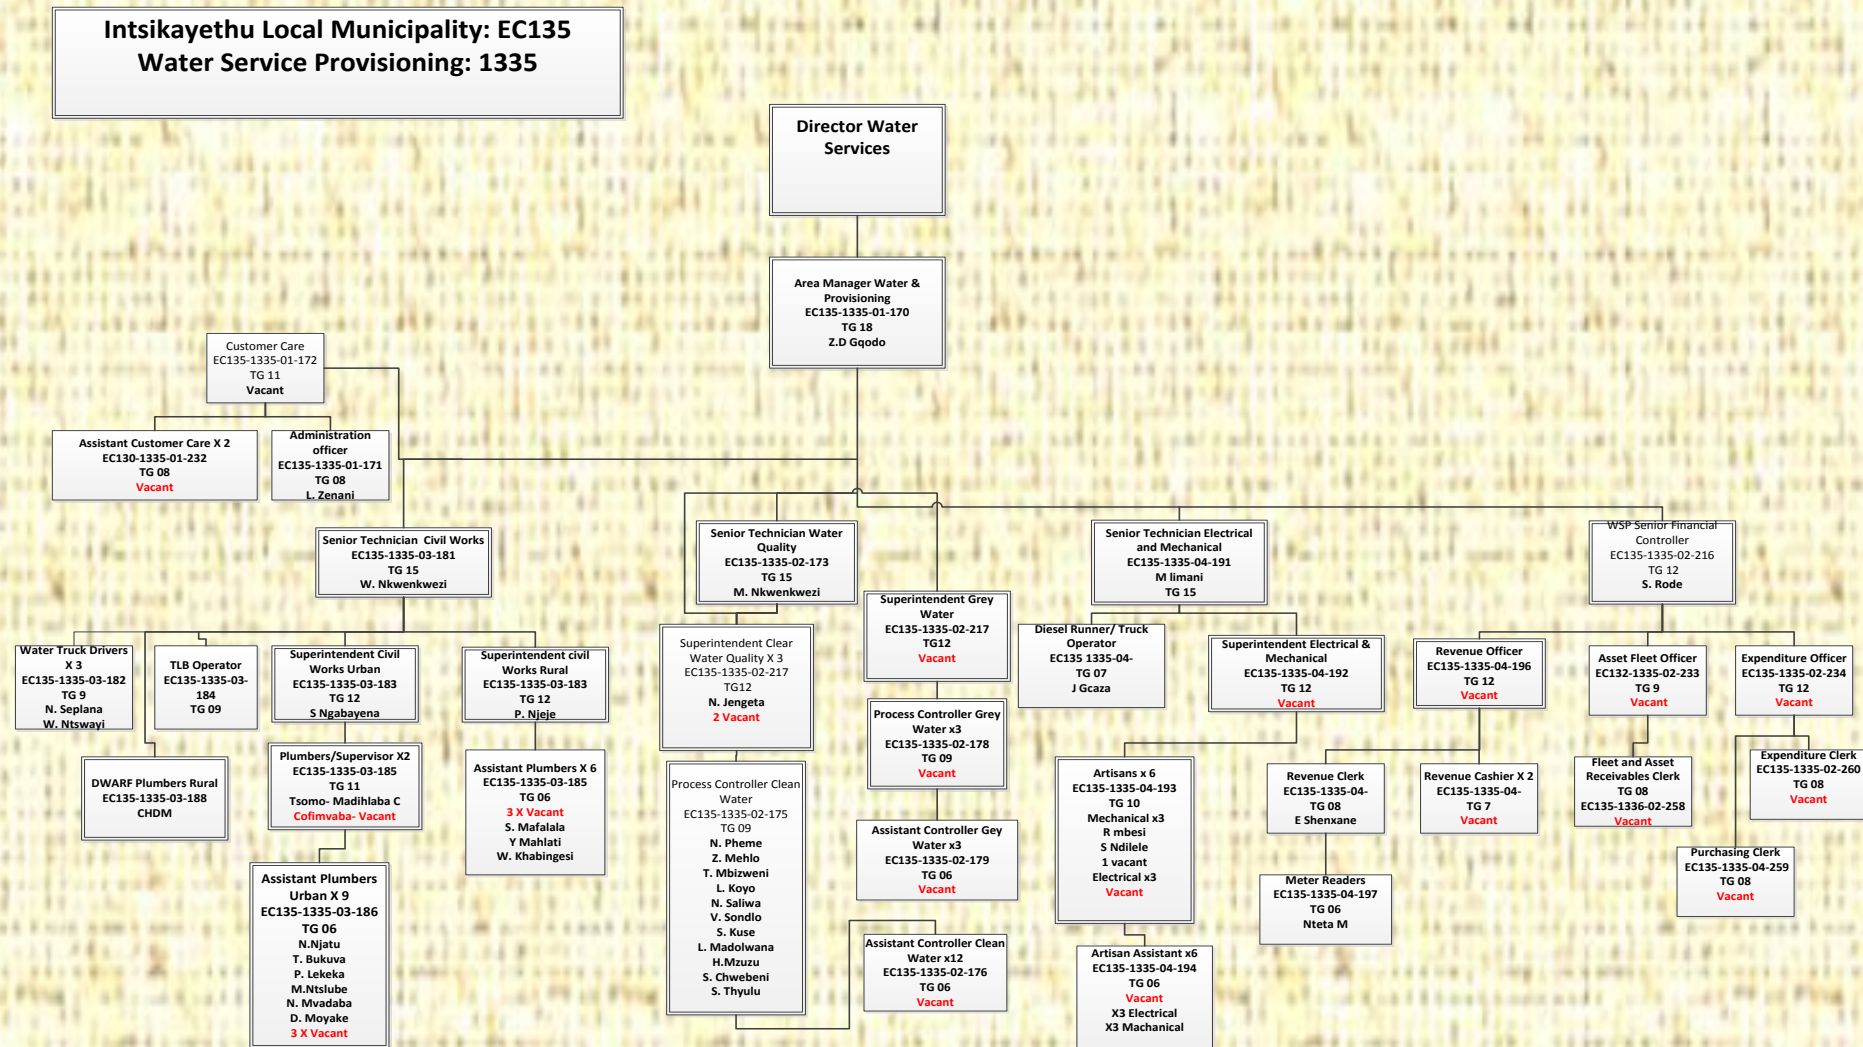 Intsikayethu Local Municipality: EC135
Water Service Provisioning: 1335
Director Water
Services
Area Manager Water &
Provisioning
EC135-1335-01-170
TG 18
Z.D Gqodo
Customer Care
EC135-1335-01-172
TG 11
Vacant
Assistant Customer Care X 2
EC130-1335-01-232
TG 08
Vacant
Administration
officer
EC135-1335-01-171
TG 08
L. Zenani
Senior Technician  Civil Works
EC135-1335-03-181
TG 15
W. Nkwenkwezi
Senior Technician Water
Quality
EC135-1335-02-173
TG 15
M. Nkwenkwezi
Senior Technician Electrical
and Mechanical
EC135-1335-04-191
M limani
TG 15
WSP Senior Financial
Controller
EC135-1335-02-216
TG 12
S. Rode
Water Truck Drivers
X 3
EC135-1335-03-182
TG 9
N. Seplana
W. Ntswayi
TLB Operator
EC135-1335-03-
184
TG 09
Superintendent Civil
Works Urban
EC135-1335-03-183
TG 12
S Ngabayena
Superintendent civil
Works Rural
EC135-1335-03-183
TG 12
P. Njeje
Superintendent Clear
Water Quality X 3
EC135-1335-02-217
TG12
N. Jengeta
2 Vacant
Superintendent Grey
Water
EC135-1335-02-217
TG12
Vacant
Diesel Runner/ Truck
Operator
EC135 1335-04-
TG 07
J Gcaza
Superintendent Electrical &
Mechanical
EC135-1335-04-192
TG 12
Vacant
Revenue Officer
EC135-1335-04-196
TG 12
Vacant
Asset Fleet Officer
EC132-1335-02-233
TG 9
Vacant
Expenditure Officer
EC135-1335-02-234
TG 12
Vacant
DWARF Plumbers Rural
EC135-1335-03-188
CHDM
Plumbers/Supervisor X2
EC135-1335-03-185
TG 11
Tsomo- Madihlaba C
Cofimvaba- Vacant
Assistant Plumbers X 6
EC135-1335-03-185
TG 06
3 X Vacant
S. Mafalala
Y Mahlati
W. Khabingesi
Process Controller Clean
Water
EC135-1335-02-175
TG 09
N. Pheme
Z. Mehlo
T. Mbizweni
L. Koyo
N. Saliwa
V. Sondlo
S. Kuse
L. Madolwana
H.Mzuzu
S. Chwebeni
S. Thyulu
Process Controller Grey
Water x3
EC135-1335-02-178
TG 09
Vacant
Assistant Controller Gey
Water x3
EC135-1335-02-179
TG 06
Vacant
Assistant Controller Clean
Water x12
EC135-1335-02-176
TG 06
Vacant
Artisans x 6
EC135-1335-04-193
TG 10
Mechanical x3
R mbesi
S Ndilele
1 vacant
Electrical x3
Vacant
Artisan Assistant x6
EC135-1335-04-194
TG 06
Vacant
X3 Electrical
X3 Machanical
Revenue Clerk
EC135-1335-04-
TG 08
E Shenxane
Revenue Cashier X 2
EC135-1335-04-
TG 7
Vacant
Meter Readers
EC135-1335-04-197
TG 06
Nteta M
Fleet and Asset
Receivables Clerk
TG 08
EC135-1336-02-258
Vacant
Expenditure Clerk
EC135-1335-02-260
TG 08
Vacant
Purchasing Clerk
EC135-1335-04-259
TG 08
Vacant
Assistant Plumbers
Urban X 9
EC135-1335-03-186
TG 06
N.Njatu
T. Bukuva
P. Lekeka
M.Ntslube
N. Mvadaba
D. Moyake
3 X Vacant